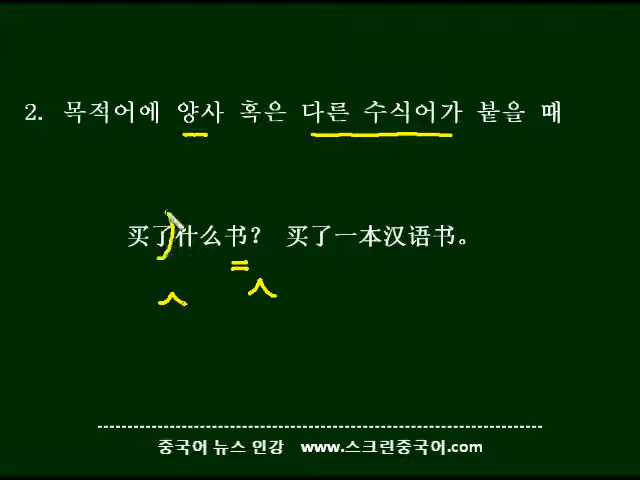 2. 목적어에 양사 혹은 다른 수식어가 붙을 때
买了什么书? 买了一本汉语书。
중국어 뉴스 인강 www.스크린중국어.com